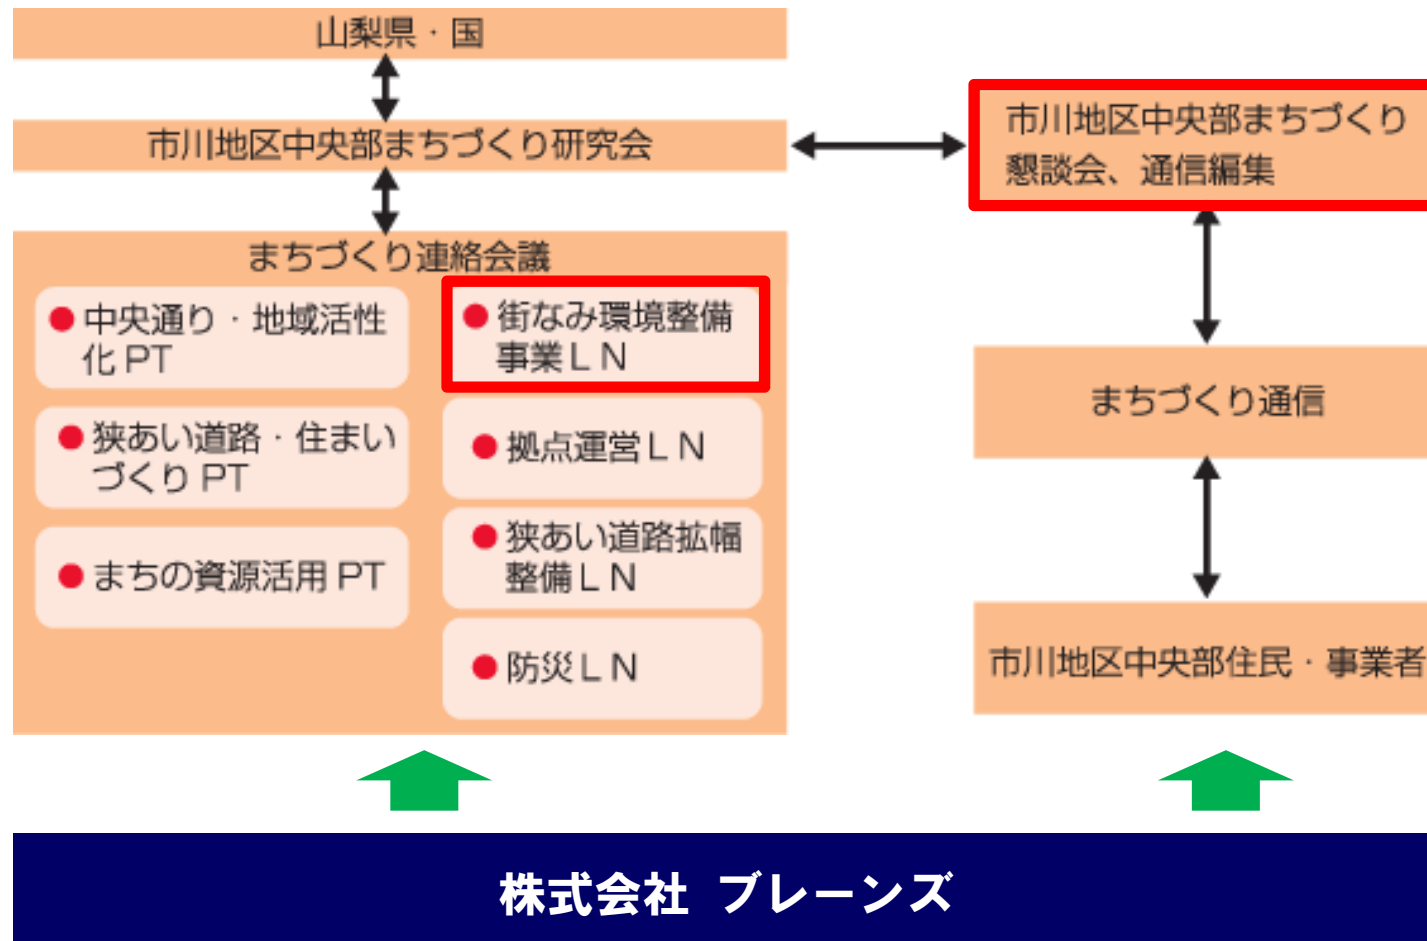 山梨県・国
市川地区中央部まちづくり研究会
まちづくり連絡会議
●中央通り・地域活性
化 PT
●狭あい道路・住まい
づくり PT
●まちの資源活用 PT
●街なみ環境整備
事業ＬＮ
●拠点運営ＬＮ
●狭あい道路拡幅
整備ＬＮ
●防災ＬＮ
市川地区中央部まちづくり
懇談会、通信編集
まちづくり通信
市川地区中央部住民・事業者
株式会社 ブレーンズ